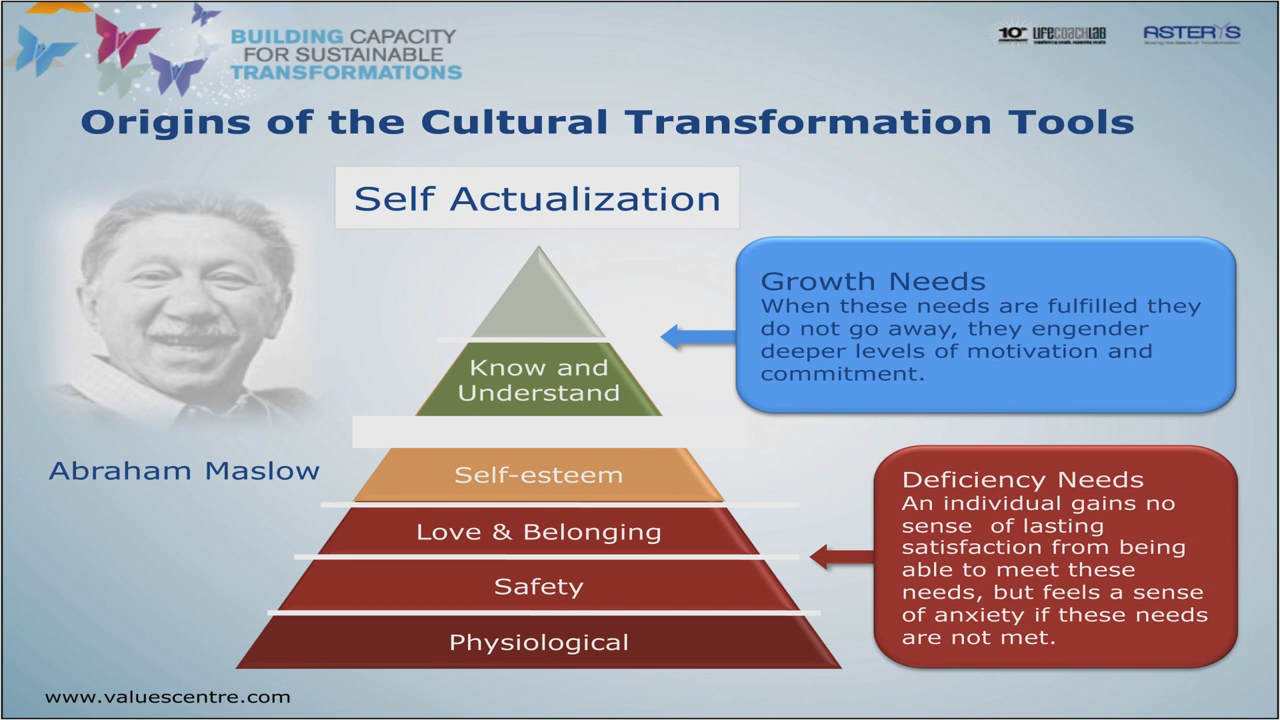 BUILDING CAPACITY
FOR SUSTAINABLE
TRANSFORMATIONS
10 LIFECOACHLAB
ASTERYS
Origins of the Cultural Transformation Tools
Self Actualization
Growth Needs
When these needs are fulfilled they
do not go away, they engender
deeper levels of motivation and
commitment.
Know and
Understand
Abraham Maslow
Self-esteem
Love & Belonging
Safety
Physiological
Deficiency Needs
An individual gains no
sense of lasting
satisfaction from being
able to meet these
needs, but feels a sense
of anxiety if these needs
are not met.
www.valuescentre.com